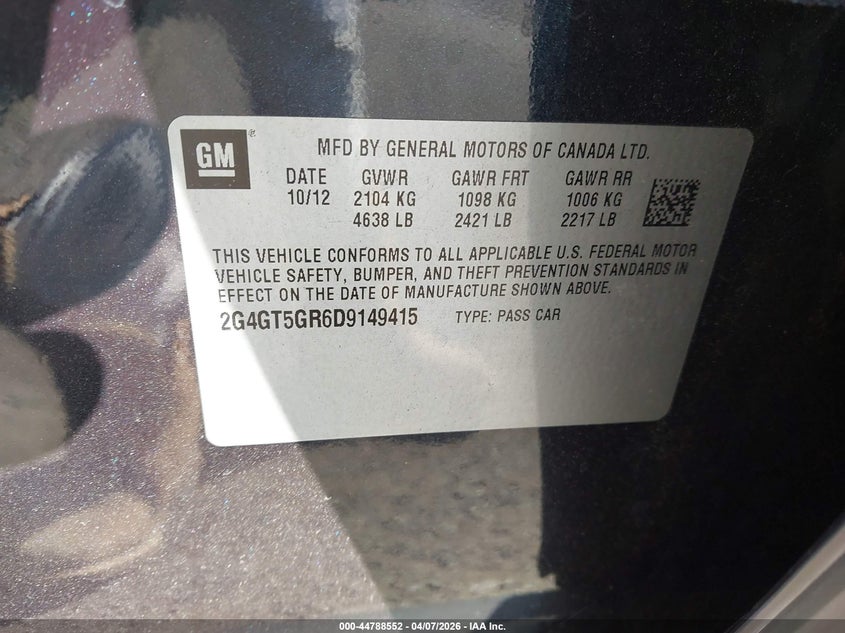 GM
®
MFD BY GENERAL MOTORS OF CANADA LTD.
DATE GVWR GAWR FRT GAWR RR
10/12 2104 KG 1098 KG 1006 KG
4638 LB 2421 LB 2217 LB
THIS VEHICLE CONFORMS TO ALL APPLICABLE U.S. FEDERAL MOTOR
VEHICLE SAFETY, BUMPER, AND THEFT PREVENTION STANDARDS IN
EFFECT ON THE DATE OF MANUFACTURE SHOWN ABOVE.
2G4GT5GR6D9149415 TYPE: PASS CAR
000-44788552 | 04/07/2026 - IAA Inc.